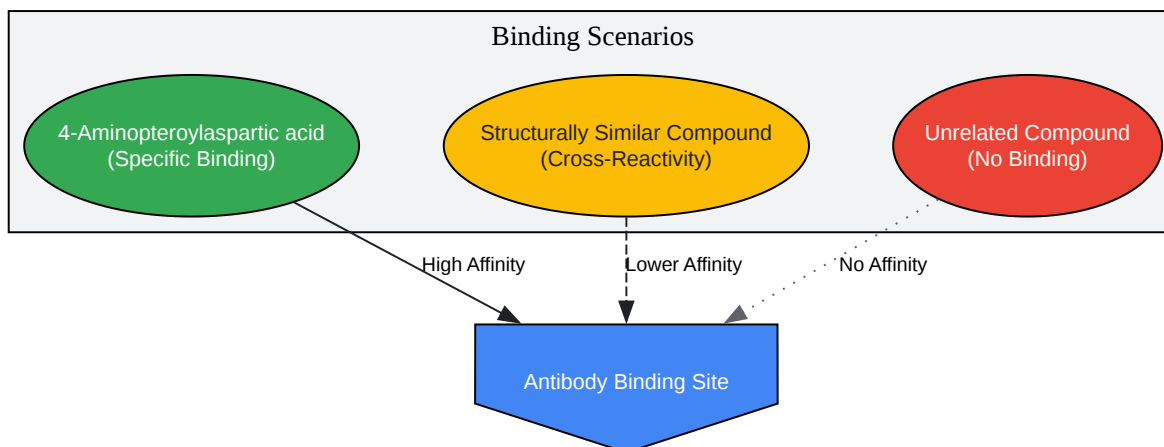 Binding Scenarios
4-Aminopteroylaspartic acid
(Specific Binding)
Structurally Similar Compound
(Cross-Reactivity)
Unrelated Compound
(No Binding)
High Affinity
Lower Affinity
No Affinity
Antibody Binding Site